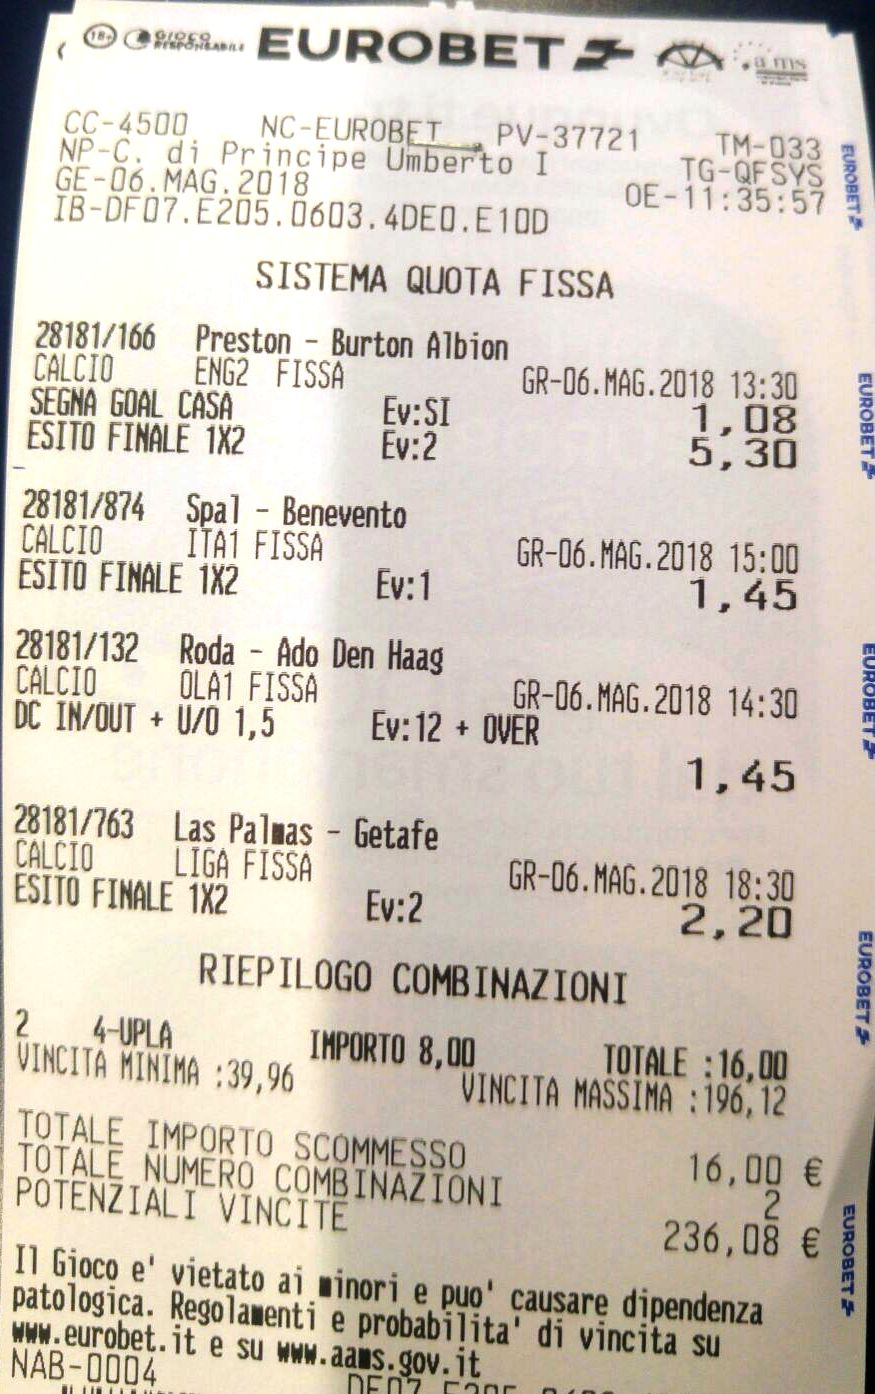 18+ GIOCO RESPONSABILE EUROBET aams
CC-4500 NC-EUROBET PV-37721 TM-033
NP-C. di Principe Umberto I TG-QFSYS
GE-06.MAG.2018 OE-11:35:57
IB-DF07.E205.0603.4DE0.E10D
SISTEMA QUOTA FISSA
28181/166 Preston - Burton Albion
CALCIO ENG2 FISSA GR-06.MAG.2018 13:30
SEGNA GOAL CASA Ev:SI 1,08
ESITO FINALE 1X2 Ev:2 5,30
28181/874 Spal - Benevento
CALCIO ITA1 FISSA GR-06.MAG.2018 15:00
ESITO FINALE 1X2 Ev:1 1,45
28181/132 Roda - Ado Den Haag
CALCIO OLA1 FISSA GR-06.MAG.2018 14:30
DC IN/OUT + U/O 1,5 Ev:12 + OVER
1,45
28181/763 Las Palmas - Getafe
CALCIO LIGA FISSA GR-06.MAG.2018 18:30
ESITO FINALE 1X2 Ev:2 2,20
RIEPILOGO COMBINAZIONI
2 4-UPLA IMPORTO 8,00 TOTALE :16,00
VINCITA MINIMA :39,96 VINCITA MASSIMA :196,12
TOTALE IMPORTO SCOMMESSO 16,00 €
TOTALE NUMERO COMBINAZIONI 2
POTENZIALI VINCITE 236,08 €
Il Gioco e' vietato ai minori e puo' causare dipendenza
patologica. Regolamenti e probabilita' di vincita su
www.eurobet.it e su www.aams.gov.it
NAB-0004
EUROBET
EUROBET
EUROBET
EUROBET
EUROBET